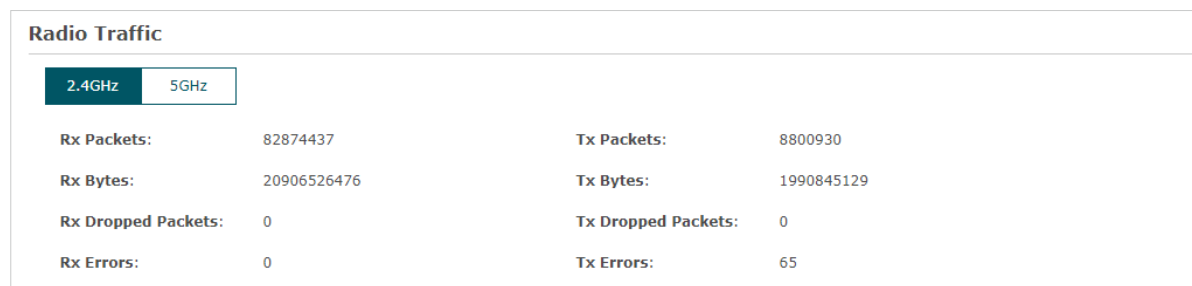 Radio Traffic
2.4GHz 5GHz
Rx Packets: 82874437 Tx Packets: 8800930
Rx Bytes: 20906526476 Tx Bytes: 1990845129
Rx Dropped Packets: 0 Tx Dropped Packets: 0
Rx Errors: 0 Tx Errors: 65